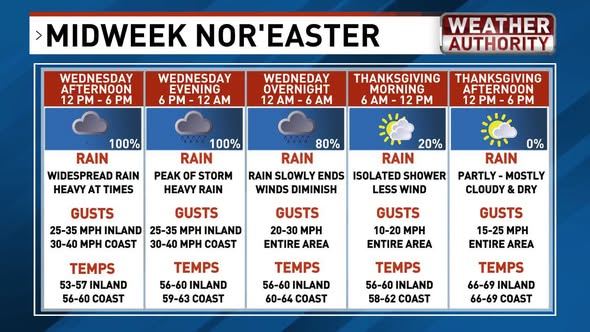 MIDWEEK NOR'EASTER
WEATHER
AUTHORITY
WEDNESDAY
AFTERNOON
12 PM - 6 PM
100%
RAIN
WIDESPREAD RAIN
HEAVY AT TIMES
GUSTS
25-35 MPH INLAND
30-40 MPH COAST
TEMPS
53-57 INLAND
56-60 COAST
WEDNESDAY
EVENING
6 PM - 12 AM
100%
RAIN
PEAK OF STORM
HEAVY RAIN
GUSTS
25-35 MPH INLAND
30-40 MPH COAST
TEMPS
56-60 INLAND
59-63 COAST
WEDNEDAY
OVERNIGHT
12 AM - 6 AM
80%
RAIN
RAIN SLOWLY ENDS
WINDS DIMINISH
GUSTS
20-30 MPH
ENTIRE AREA
TEMPS
56-60 INLAND
60-64 COAST
THANKSGIVING
MORNING
6 AM - 12 PM
20%
RAIN
ISOLATED SHOWER
LESS WIND
GUSTS
10-20 MPH
ENTIRE AREA
TEMPS
56-60 INLAND
58-62 COAST
THANKSGIVING
AFTERNOON
12 PM - 6 PM
0%
RAIN
PARTLY - MOSTLY
CLOUDY & DRY
GUSTS
15-25 MPH
ENTIRE AREA
TEMPS
66-69 INLAND
66-69 COAST